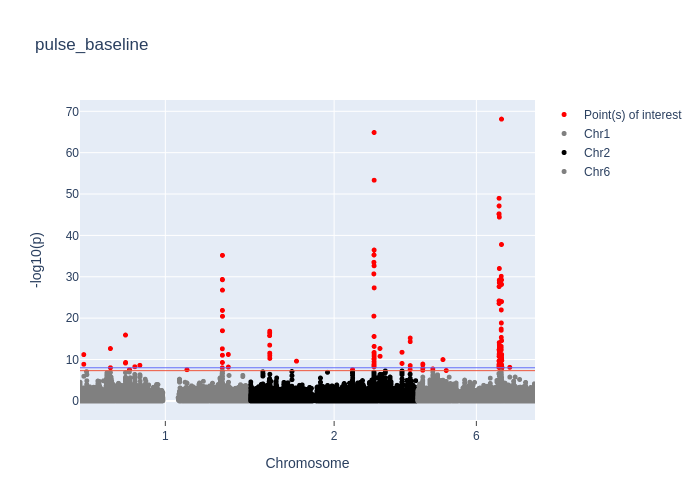 pulse_baseline
70
60
50
40
30
20
10
0
-log10(p)
1
2
6
Chromosome
Point(s) of interest
Chr1
Chr2
Chr6